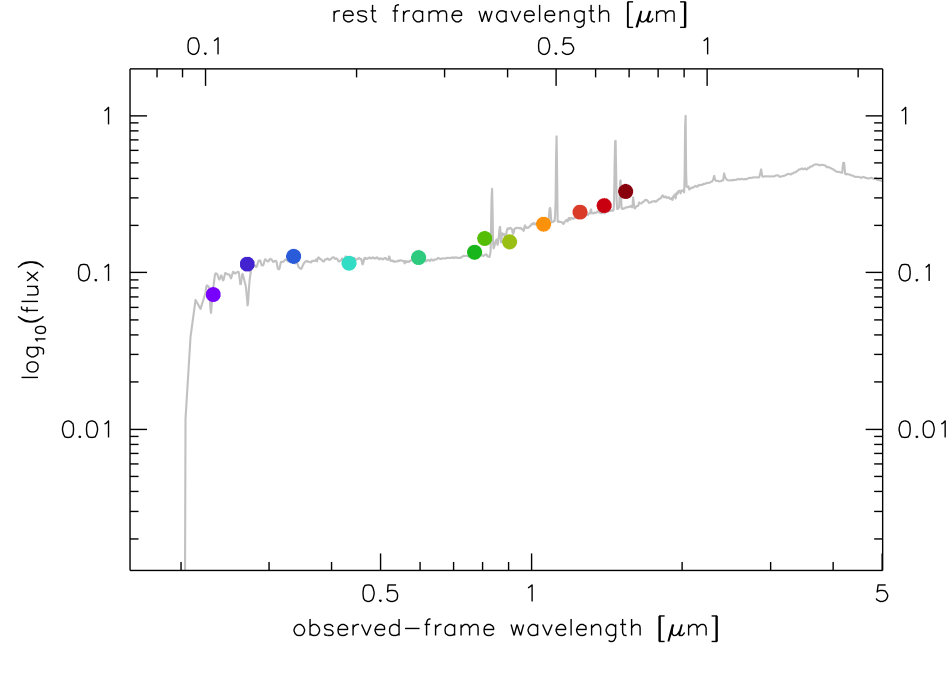 rest frame wavelength [μm]
0.1 0.5 1
1 1
0.1 0.1
0.01 0.01
log₁₀(flux)
0.5 1 5
observed−frame wavelength [μm]